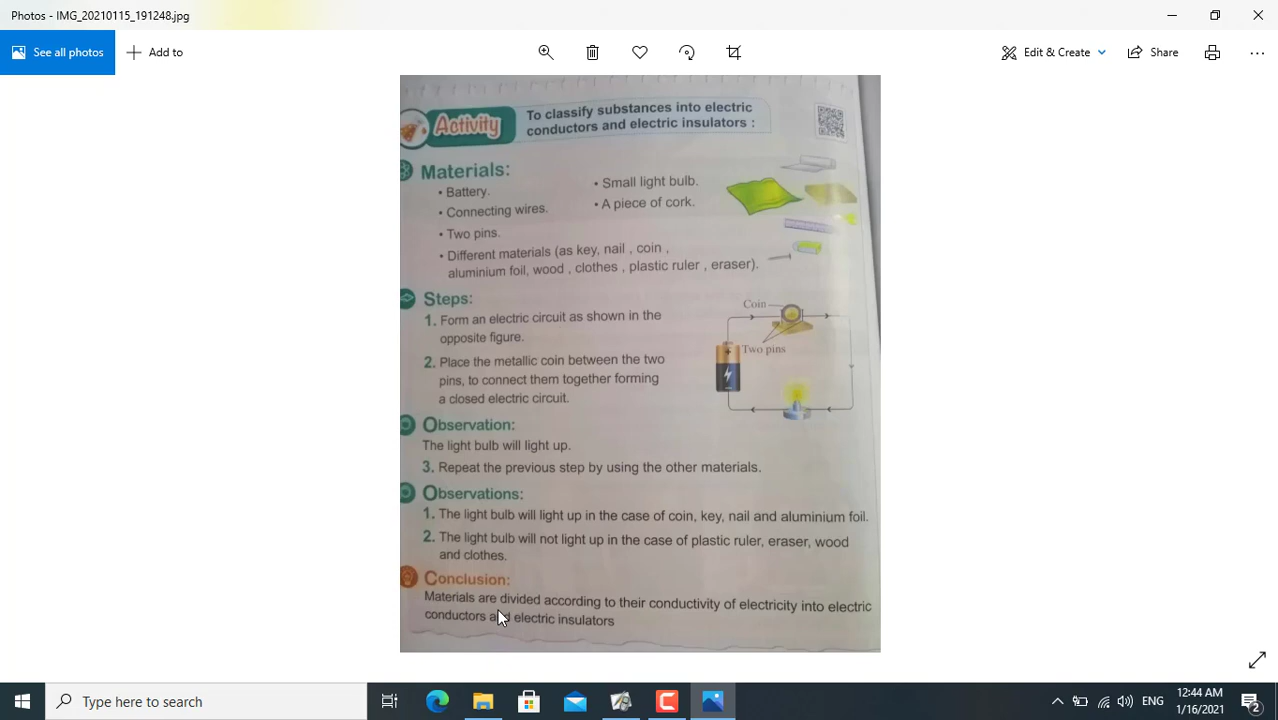 Photos - IMG_20210115_191248.jpg
See all photos
Add to
Edit & Create
Share
Activity
To classify substances into electric
conductors and electric insulators :
Materials:
• Battery.
• Small light bulb.
• Connecting wires.
• A piece of cork.
• Two pins.
• Different materials (as key, nail , coin ,
aluminium foil, wood , clothes , plastic ruler , eraser).
Steps:
1. Form an electric circuit as shown in the
opposite figure.
2. Place the metallic coin between the two
pins, to connect them together forming
a closed electric circuit.
Coin
Two pins
Observation:
The light bulb will light up.
3. Repeat the previous step by using the other materials.
Observations:
1. The light bulb will light up in the case of coin, key, nail and aluminium foil.
2. The light bulb will not light up in the case of plastic ruler, eraser, wood
and clothes.
Conclusion:
Materials are divided according to their conductivity of electricity into electric
conductors and electric insulators
Type here to search
ENG
12:44 AM
1/16/2021
2